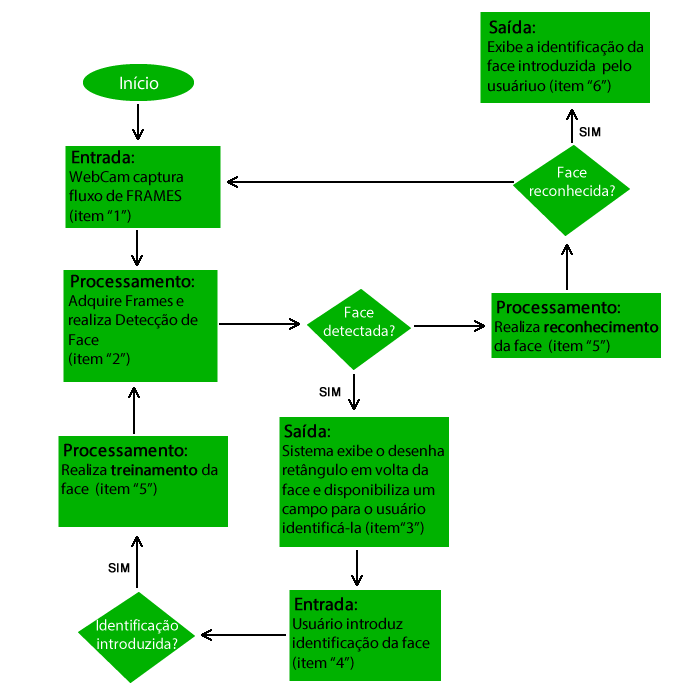 Início
Entrada:
WebCam captura
fluxo de FRAMES
(item “1”)
Processamento:
Adquire Frames e
realiza Detecção de
Face
(item “2”)
Face
detectada?
SIM
Saída:
Sistema exibe o desenha
retângulo em volta da
face e disponibiliza um
campo para o usuário
identificá-la (item“3”)
Entrada:
Usuário introduz
identificação da face
(item “4”)
Identificação
introduzida?
SIM
Processamento:
Realiza treinamento da
face (item “5”)
Processamento:
Realiza reconhecimento
da face (item “5”)
Face
reconhecida?
SIM
Saída:
Exibe a identificação da
face introduzida pelo
usuáriuo (item “6”)